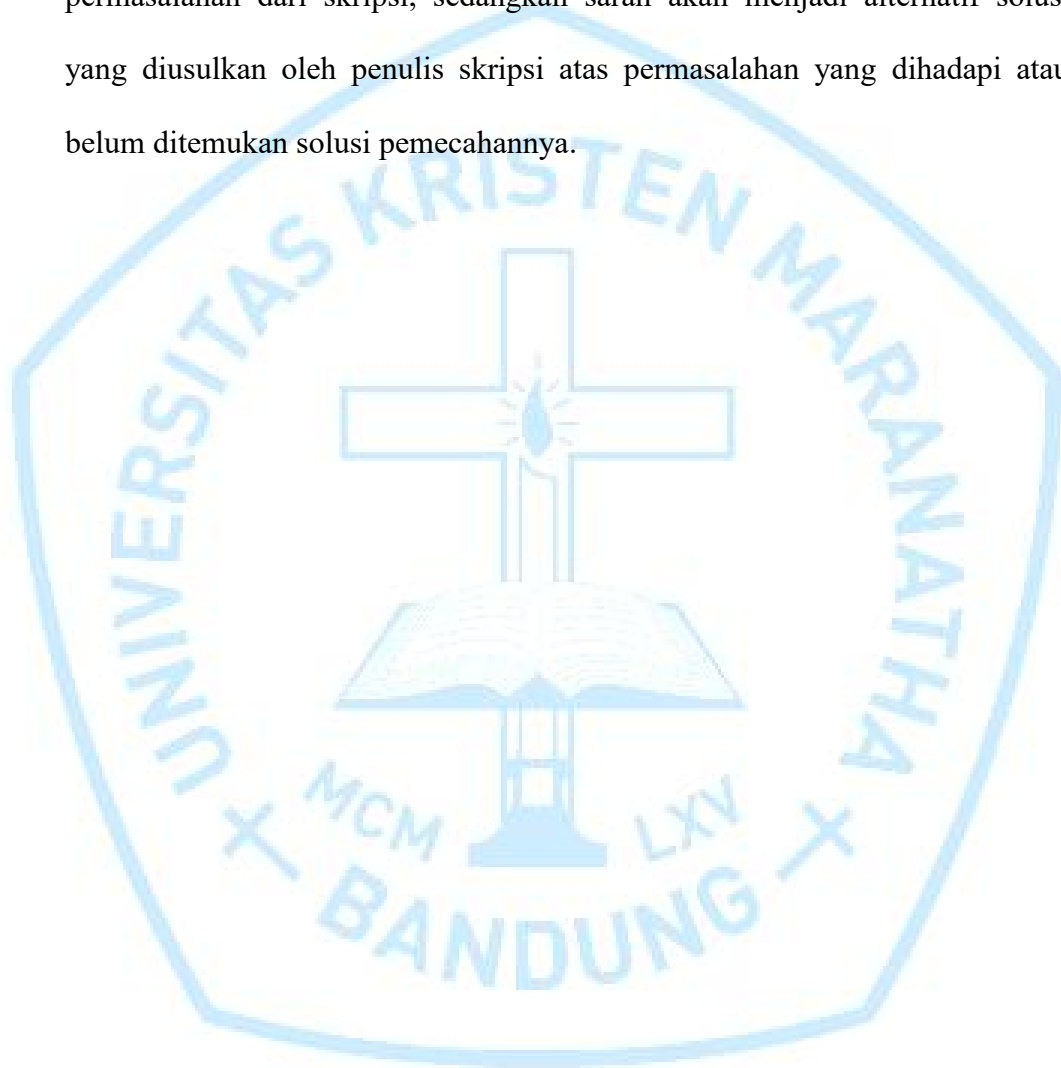 permasalahan dari skripsi, sedangkan saran akan menjadi alternatif solus
yang diusulkan oleh penulis skripsi atas permasalahan yang dihadapi atau
belum ditemukan solusi pemecahannya.
UNIVERSITAS KRISTEN MARANATHA
MCM LXV
BANDUNG